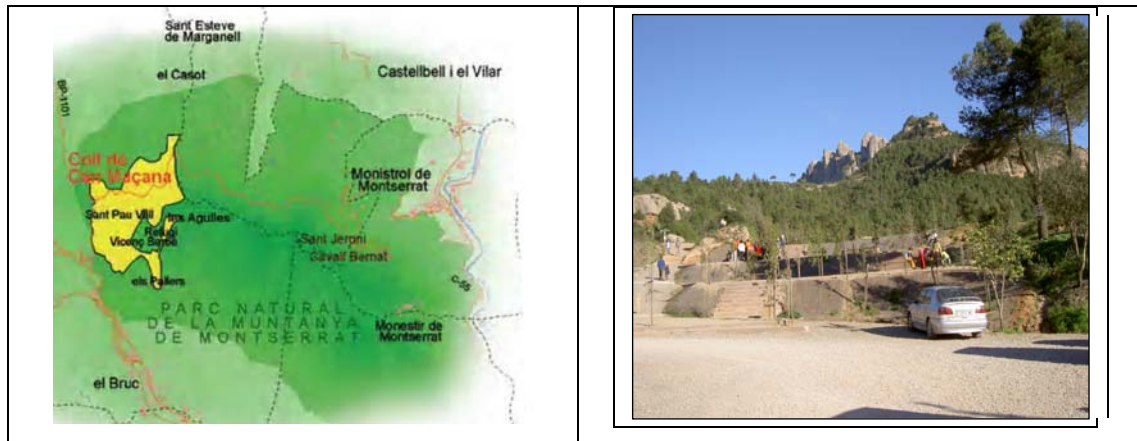 Sant Esteve
de Marganell
el Casot
Castellbell i el Vilar
BP-1101
Coll de
Can Maçana
Monistrol de
Montserrat
Sant Pau Vell
les Agulles
Refugi
Vicenç Barbé
Sant Jeroni
Cavall Bernat
els Pallers
C-55
PARC NATURAL
DE LA MUNTANYA
DE MONTSERRAT
Monestir de
Montserrat
el Bruc